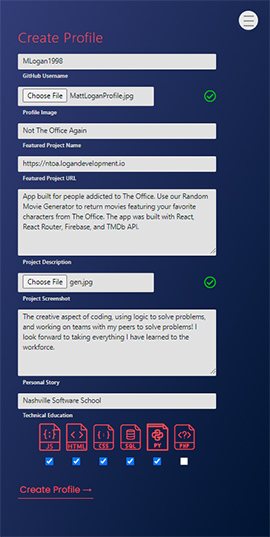 Create Profile
MLogan1998
GitHub Username
Choose File MattLoganProfile.jpg
Profile Image
Not The Office Again
Featured Project Name
https://ntoa.logandevelopment.io
Featured Project URL
App built for people addicted to The Office. Use our Random
Movie Generator to return movies featuring your favorite
characters from The Office. The app was built with React,
React Router, Firebase, and TMDb API.
Project Description
Choose File gen.jpg
Project Screenshot
The creative aspect of coding, using logic to solve problems,
and working on teams with my peers to solve problems! I
look forward to taking everything I have learned to the
workforce.
Personal Story
Nashville Software School
Technical Education
JS HTML CSS SQL PY PHP
Create Profile →